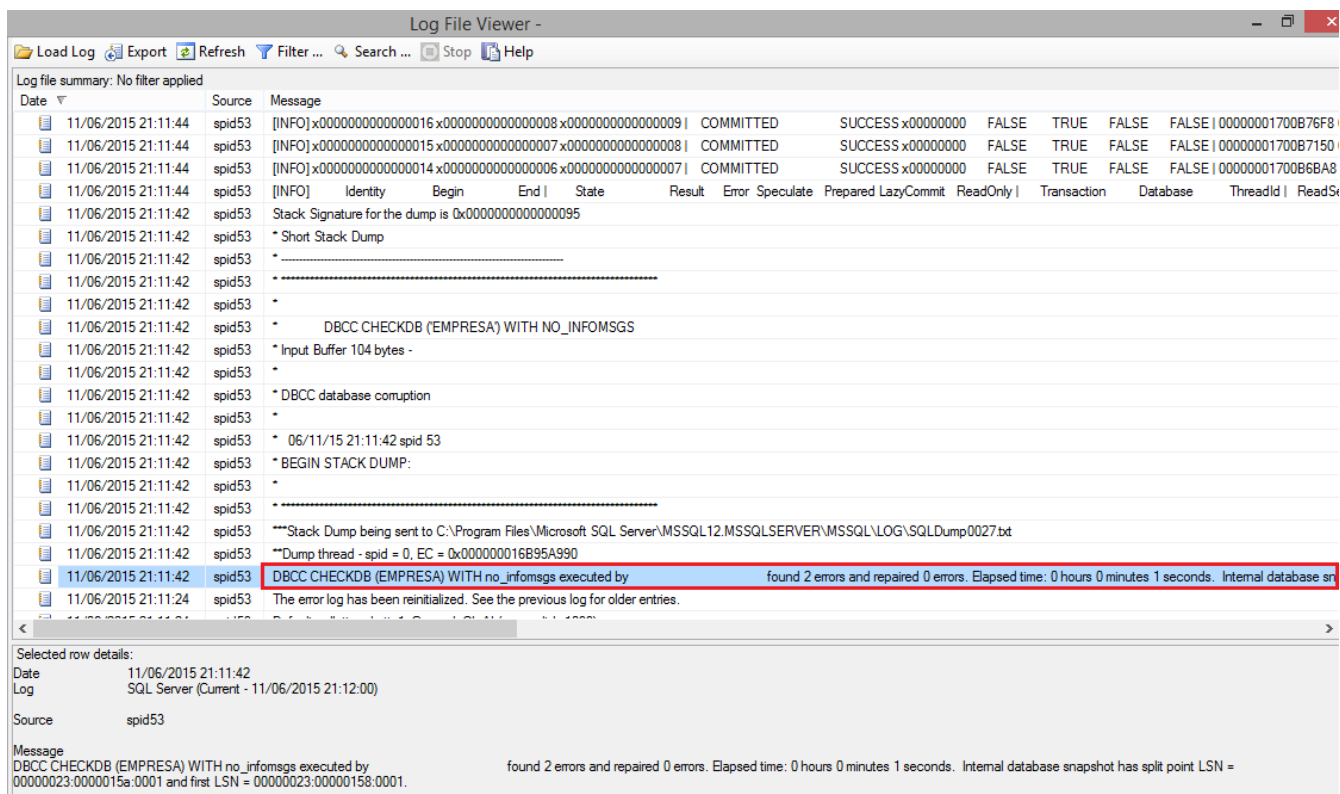 Log File Viewer -
Load Log Export Refresh Filter ... Search ... Stop Help
Log file summary: No filter applied
Date Source Message
11/06/2015 21:11:44 spid53 [INFO] x0000000000000016 x0000000000000008 x0000000000000009 | COMMITTED SUCCESS x00000000 FALSE TRUE FALSE FALSE | 00000001700B76F8
11/06/2015 21:11:44 spid53 [INFO] x0000000000000015 x0000000000000007 x0000000000000008 | COMMITTED SUCCESS x00000000 FALSE TRUE FALSE FALSE | 00000001700B7150
11/06/2015 21:11:44 spid53 [INFO] x0000000000000014 x0000000000000006 x0000000000000007 | COMMITTED SUCCESS x00000000 FALSE TRUE FALSE FALSE | 00000001700B6BA8
11/06/2015 21:11:44 spid53 [INFO] Identity Begin End | State Result Error Speculate Prepared LazyCommit ReadOnly | Transaction Database ThreadId | ReadSe
11/06/2015 21:11:42 spid53 Stack Signature for the dump is 0x0000000000000095
11/06/2015 21:11:42 spid53 * Short Stack Dump
11/06/2015 21:11:42 spid53 * -------------------------------------------------------------------------------
11/06/2015 21:11:42 spid53 * *******************************************************************************
11/06/2015 21:11:42 spid53 *
11/06/2015 21:11:42 spid53 * DBCC CHECKDB ('EMPRESA') WITH NO_INFOMSGS
11/06/2015 21:11:42 spid53 * Input Buffer 104 bytes -
11/06/2015 21:11:42 spid53 *
11/06/2015 21:11:42 spid53 * DBCC database corruption
11/06/2015 21:11:42 spid53 *
11/06/2015 21:11:42 spid53 * 06/11/15 21:11:42 spid 53
11/06/2015 21:11:42 spid53 * BEGIN STACK DUMP:
11/06/2015 21:11:42 spid53 *
11/06/2015 21:11:42 spid53 * *******************************************************************************
11/06/2015 21:11:42 spid53 ***Stack Dump being sent to C:\Program Files\Microsoft SQL Server\MSSQL12.MSSQLSERVER\MSSQL\LOG\SQLDump0027.txt
11/06/2015 21:11:42 spid53 **Dump thread - spid = 0, EC = 0x000000016B95A990
11/06/2015 21:11:42 spid53 DBCC CHECKDB (EMPRESA) WITH no_infomsgs executed by found 2 errors and repaired 0 errors. Elapsed time: 0 hours 0 minutes 1 seconds. Internal database sn
11/06/2015 21:11:24 spid53 The error log has been reinitialized. See the previous log for older entries.
Selected row details:
Date 11/06/2015 21:11:42
Log SQL Server (Current - 11/06/2015 21:12:00)
Source spid53
Message
DBCC CHECKDB (EMPRESA) WITH no_infomsgs executed by found 2 errors and repaired 0 errors. Elapsed time: 0 hours 0 minutes 1 seconds. Internal database snapshot has split point LSN =
00000023:0000015a:0001 and first LSN = 00000023:00000158:0001.